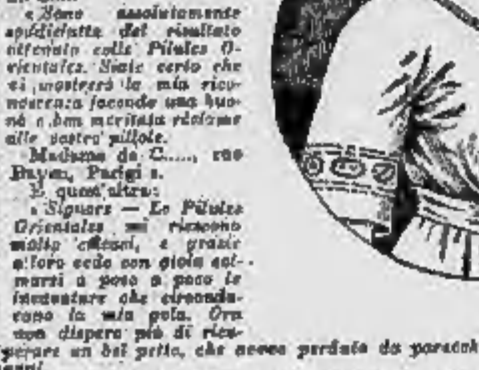 « Sono assolutamente
soddisfatta del risultato
ottenuto colle Pilules O-
rientales. Siate certo che
vi mostrerò la mia rico-
noscenza facendo una buo-
na e ben meritata réclame
alle vostre pillole.
Madame de C....., rue
Bayen, Parigi ».
E quest'altra:
« Signore — Le Pilules
Orientales mi riescono
molto efficaci, e grazie
a loro vedo con gioia col-
marsi a poco a poco le
incavature che circonda-
vano la mia gola. Ora
non dispero più di ricu-
perare un bel petto, che avevo perduto da parecchi
anni